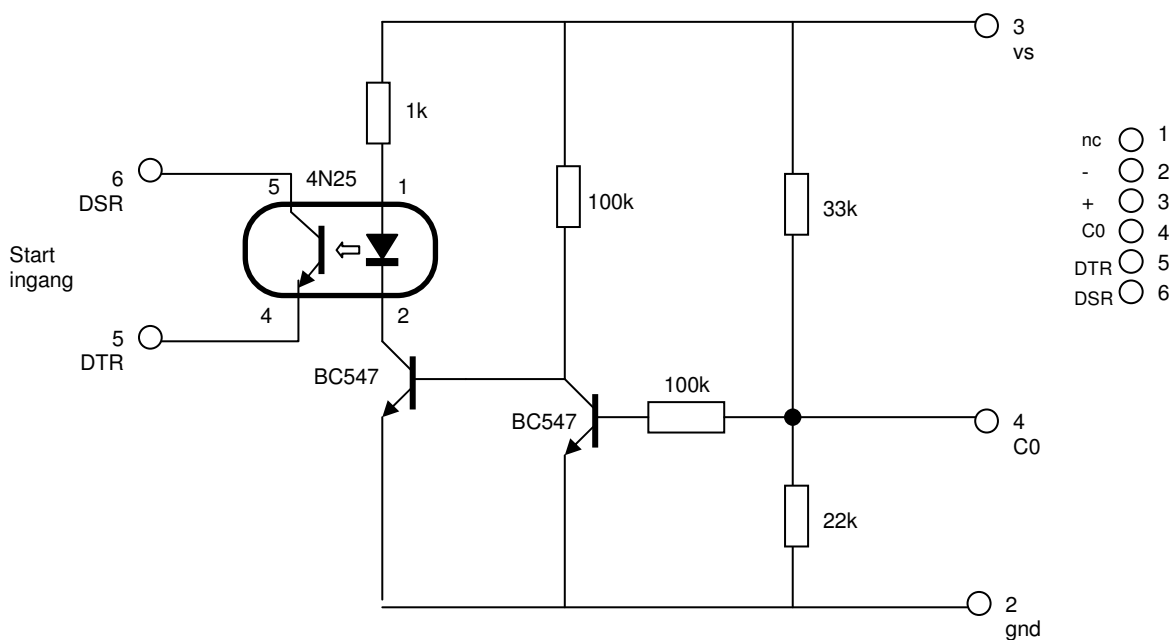 3
vs
1k
6
DSR
5
4N25
1
100k
33k
Start
ingang
4
2
5
DTR
BC547
BC547
100k
4
C0
22k
2
gnd
nc 1
- 2
+ 3
C0 4
DTR 5
DSR 6